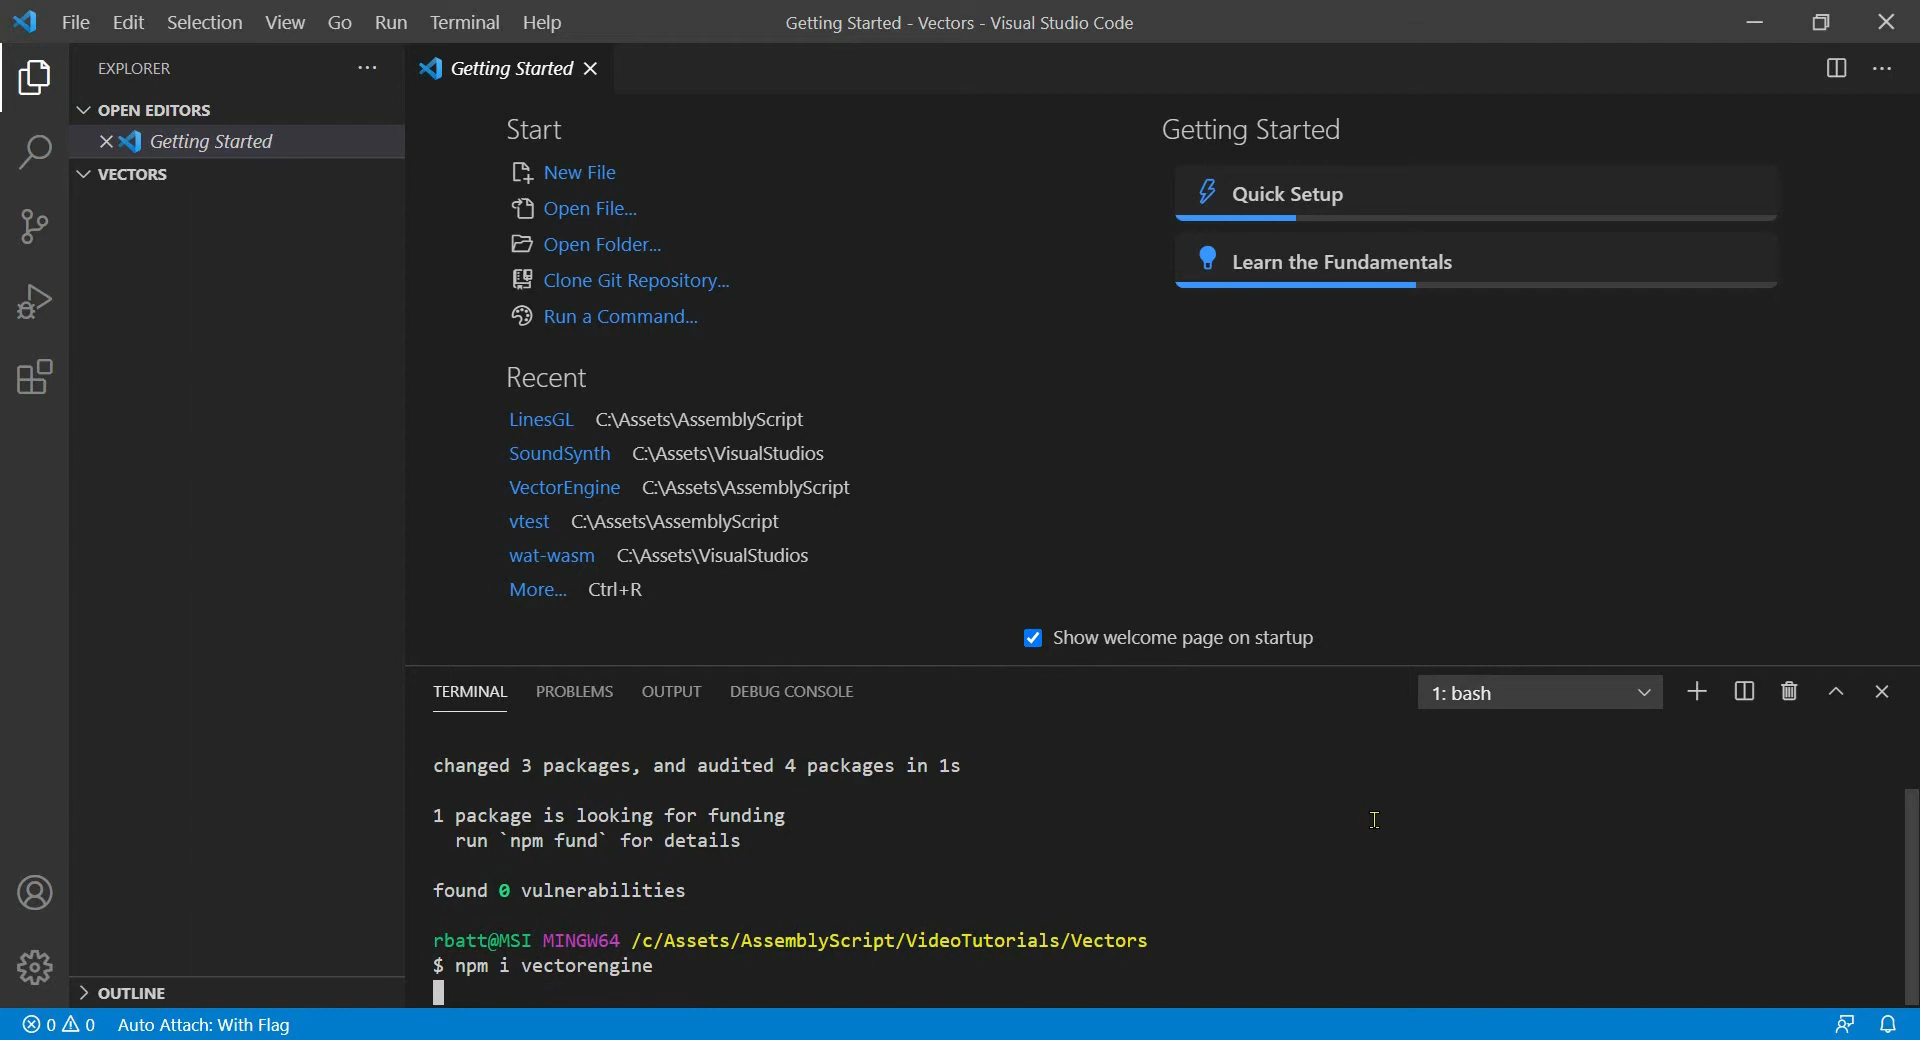 File Edit Selection View Go Run Terminal Help
Getting Started - Vectors - Visual Studio Code
EXPLORER
OPEN EDITORS
Getting Started
VECTORS
OUTLINE
Getting Started
Start
New File
Open File...
Open Folder...
Clone Git Repository...
Run a Command...
Recent
LinesGL C:\Assets\AssemblyScript
SoundSynth C:\Assets\VisualStudios
VectorEngine C:\Assets\AssemblyScript
vtest C:\Assets\AssemblyScript
wat-wasm C:\Assets\VisualStudios
More... Ctrl+R
Getting Started
Quick Setup
Learn the Fundamentals
Show welcome page on startup
TERMINAL PROBLEMS OUTPUT DEBUG CONSOLE
1: bash
changed 3 packages, and audited 4 packages in 1s
1 package is looking for funding
run `npm fund` for details
found 0 vulnerabilities
rbatt@MSI MINGW64 /c/Assets/AssemblyScript/VideoTutorials/Vectors
$ npm i vectorengine
0 0 Auto Attach: With Flag